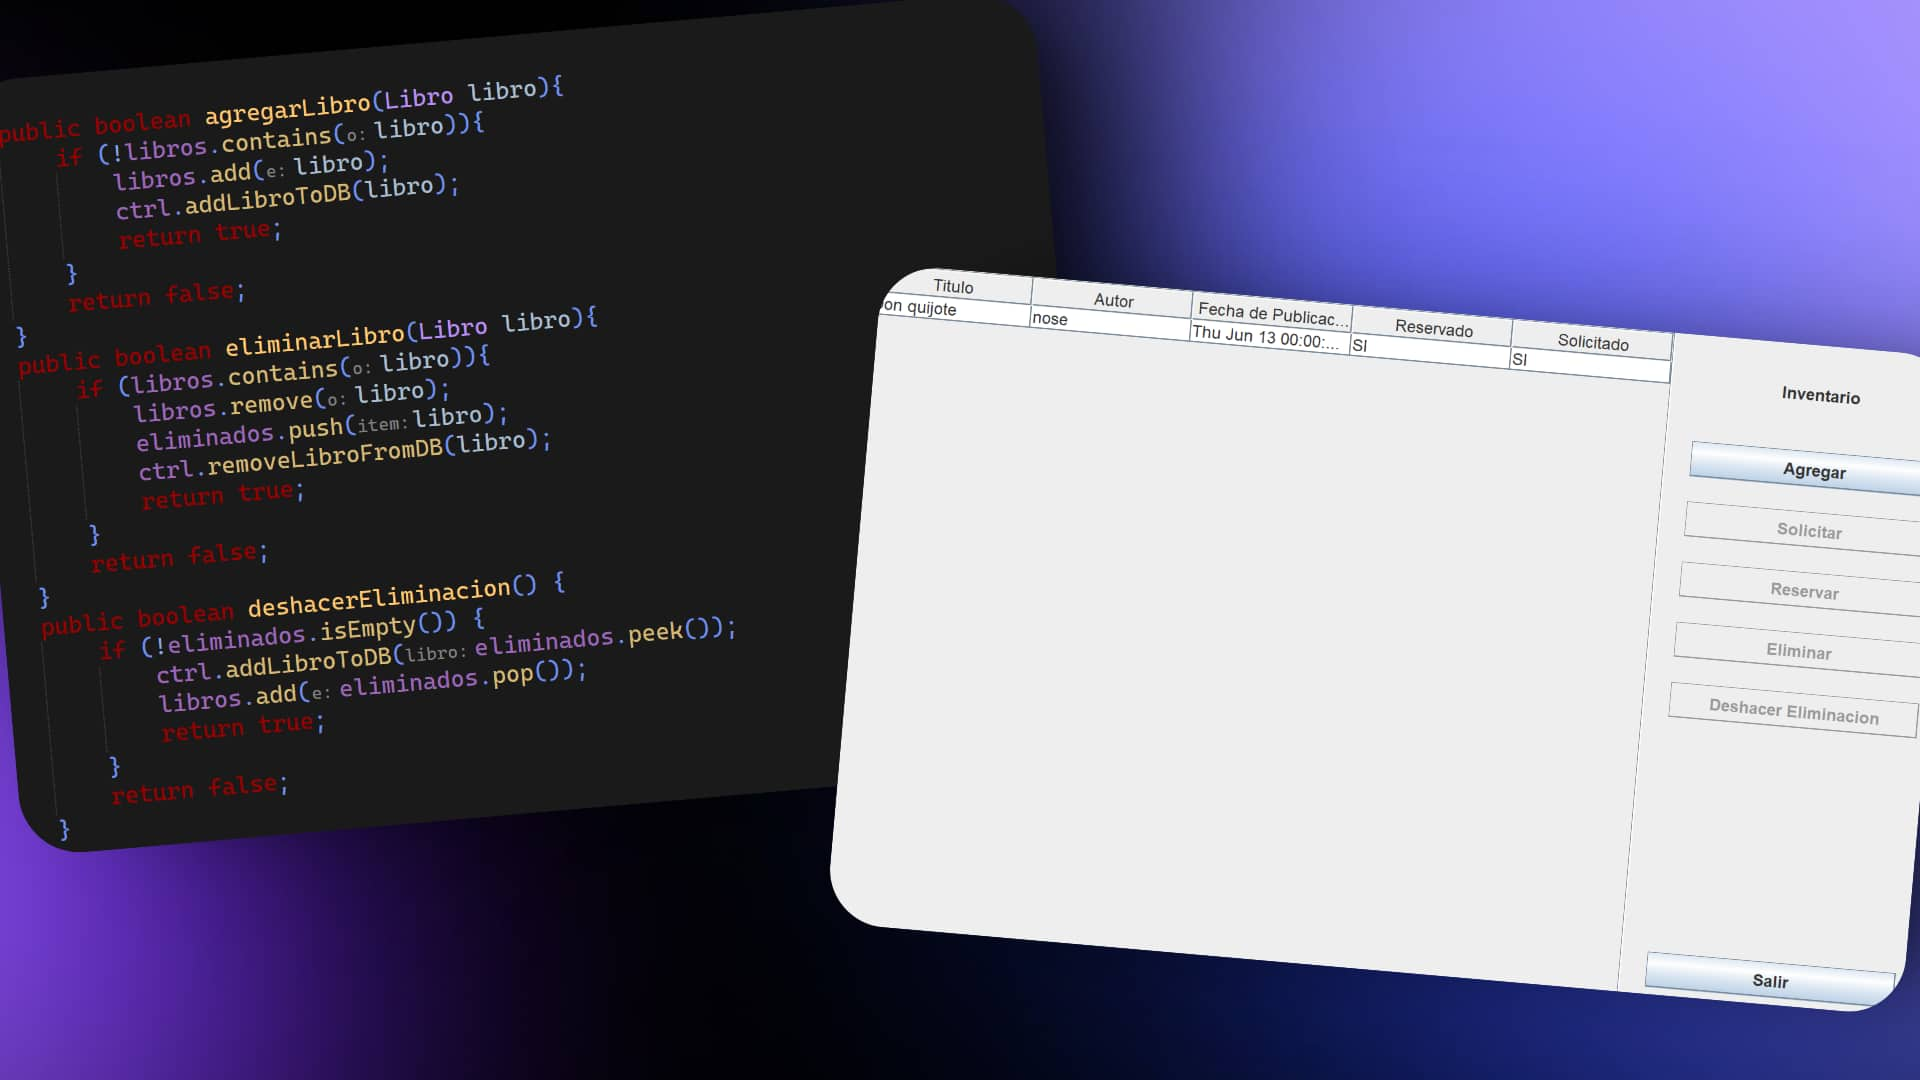 public boolean agregarLibro(Libro libro){
if (!libros.contains(o: libro)){
libros.add(e: libro);
ctrl.addLibroToDB(libro);
return true;
}
return false;
}
public boolean eliminarLibro(Libro libro){
if (libros.contains(o: libro)){
libros.remove(o: libro);
eliminados.push(item: libro);
ctrl.removeLibroFromDB(libro);
return true;
}
return false;
}
public boolean deshacerEliminacion() {
if (!eliminados.isEmpty()) {
ctrl.addLibroToDB(libro: eliminados.peek());
libros.add(e: eliminados.pop());
return true;
}
return false;
}
Titulo Autor Fecha de Publicac... Reservado Solicitado
on quijote nose Thu Jun 13 00:00:... SI SI
Inventario
Agregar
Solicitar
Reservar
Eliminar
Deshacer Eliminacion
Salir